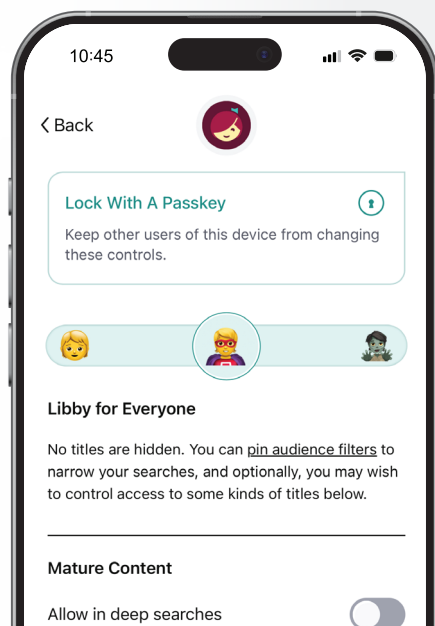 10:45
Back
Lock With A Passkey
Keep other users of this device from changing
these controls.
Libby for Everyone
No titles are hidden. You can pin audience filters to
narrow your searches, and optionally, you may wish
to control access to some kinds of titles below.
Mature Content
Allow in deep searches